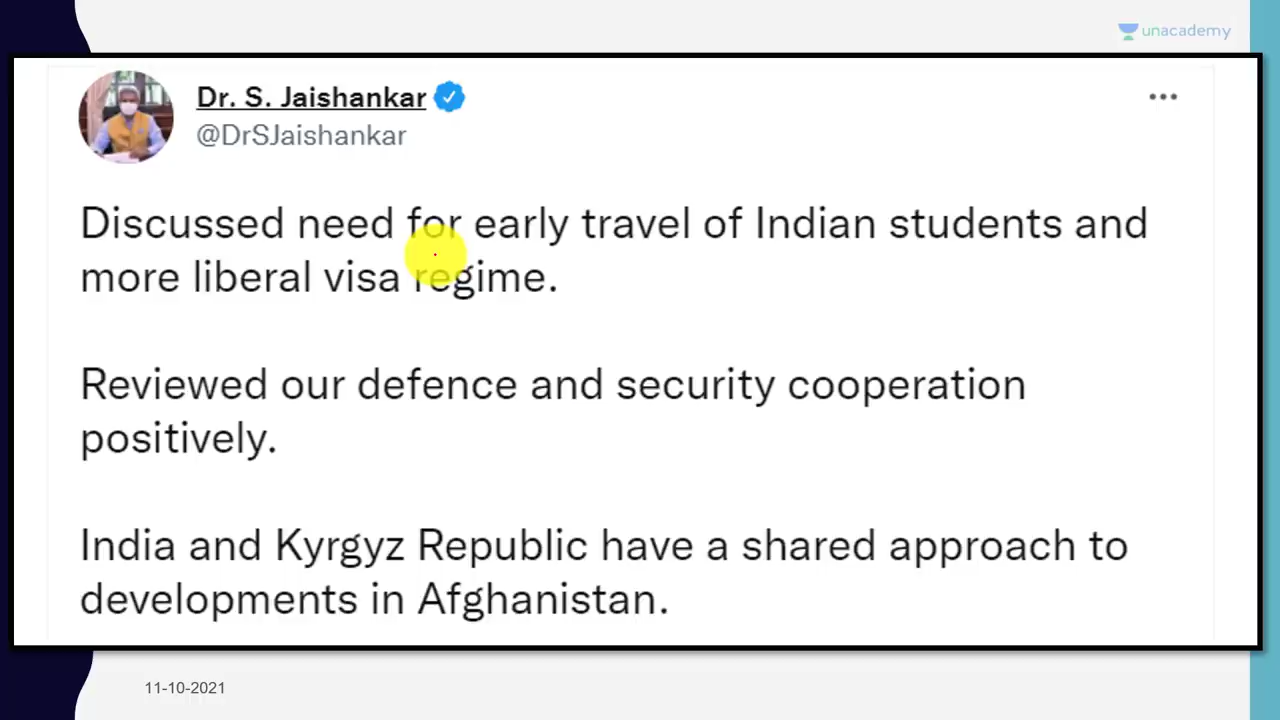 unacademy
Dr. S. Jaishankar
@DrSJaishankar
Discussed need for early travel of Indian students and
more liberal visa regime.
Reviewed our defence and security cooperation
positively.
India and Kyrgyz Republic have a shared approach to
developments in Afghanistan.
11-10-2021